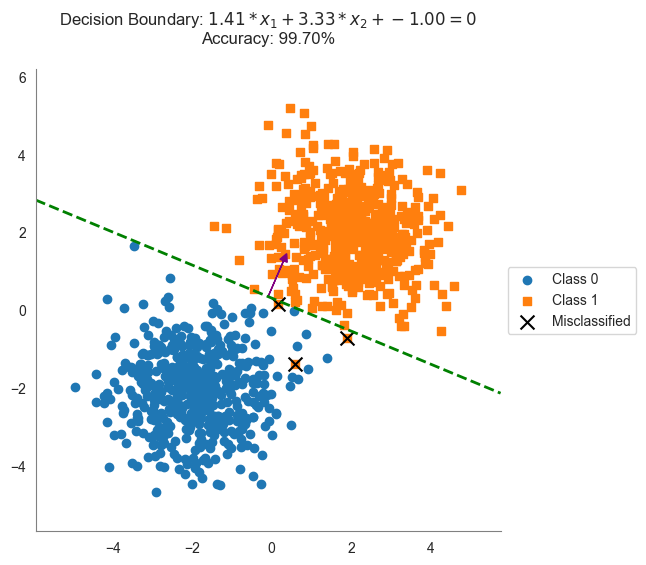 Decision Boundary: 1.41 * x₁ + 3.33 * x₂ + −1.00 = 0
Accuracy: 99.70%
6
4
2
0
−2
−4
−4
−2
0
2
4
Class 0
Class 1
Misclassified